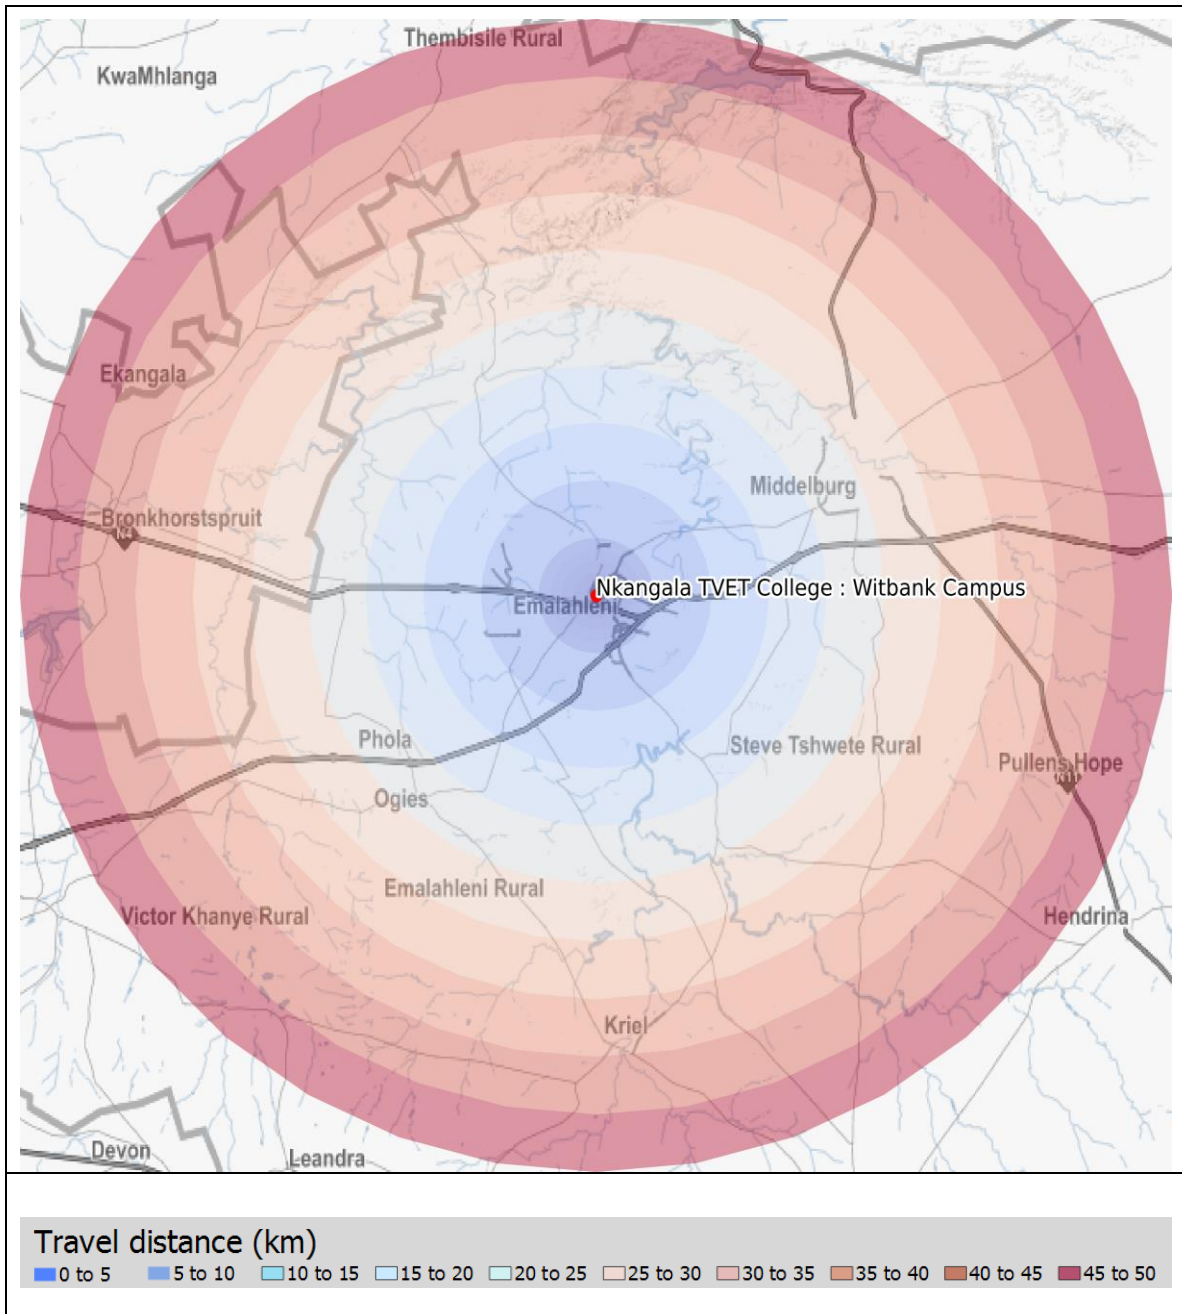 Thembisile Rural
KwaMhlanga
Ekangala
Middelburg
Bronkhorstspruit
N4
Nkangala TVET College : Witbank Campus
Emalahleni
Phola
Steve Tshwete Rural
Pullens Hope
N11
Ogies
Emalahleni Rural
Victor Khanye Rural
Hendrina
Kriel
Devon
Leandra
Travel distance (km)
0 to 5 5 to 10 10 to 15 15 to 20 20 to 25 25 to 30 30 to 35 35 to 40 40 to 45 45 to 50